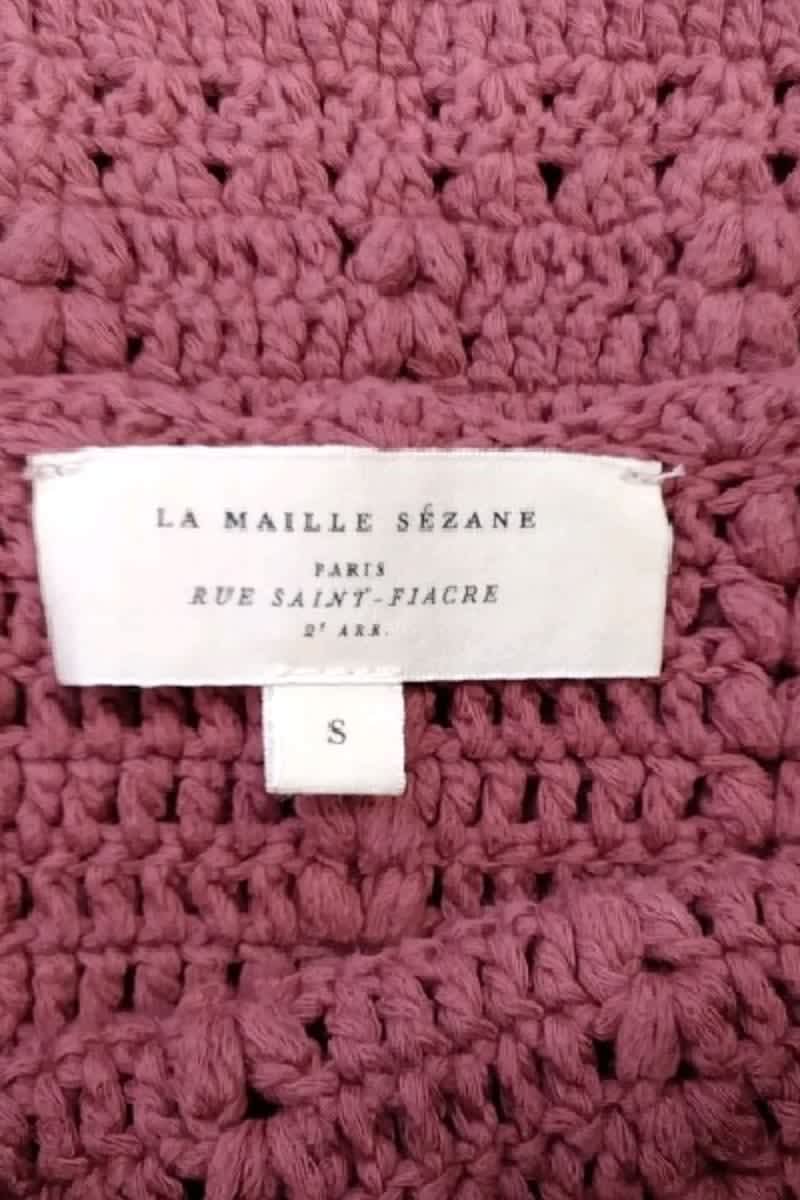 LA MAILLE SÉZANE
PARIS
RUE SAINT-FIACRE
2ᵉ ARR.
S